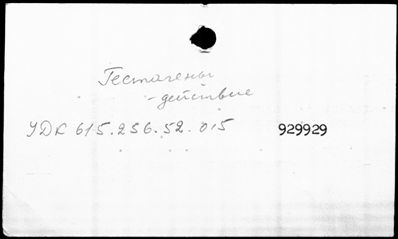 Гестагены
- действие
УДК 615.256.52.015 929929